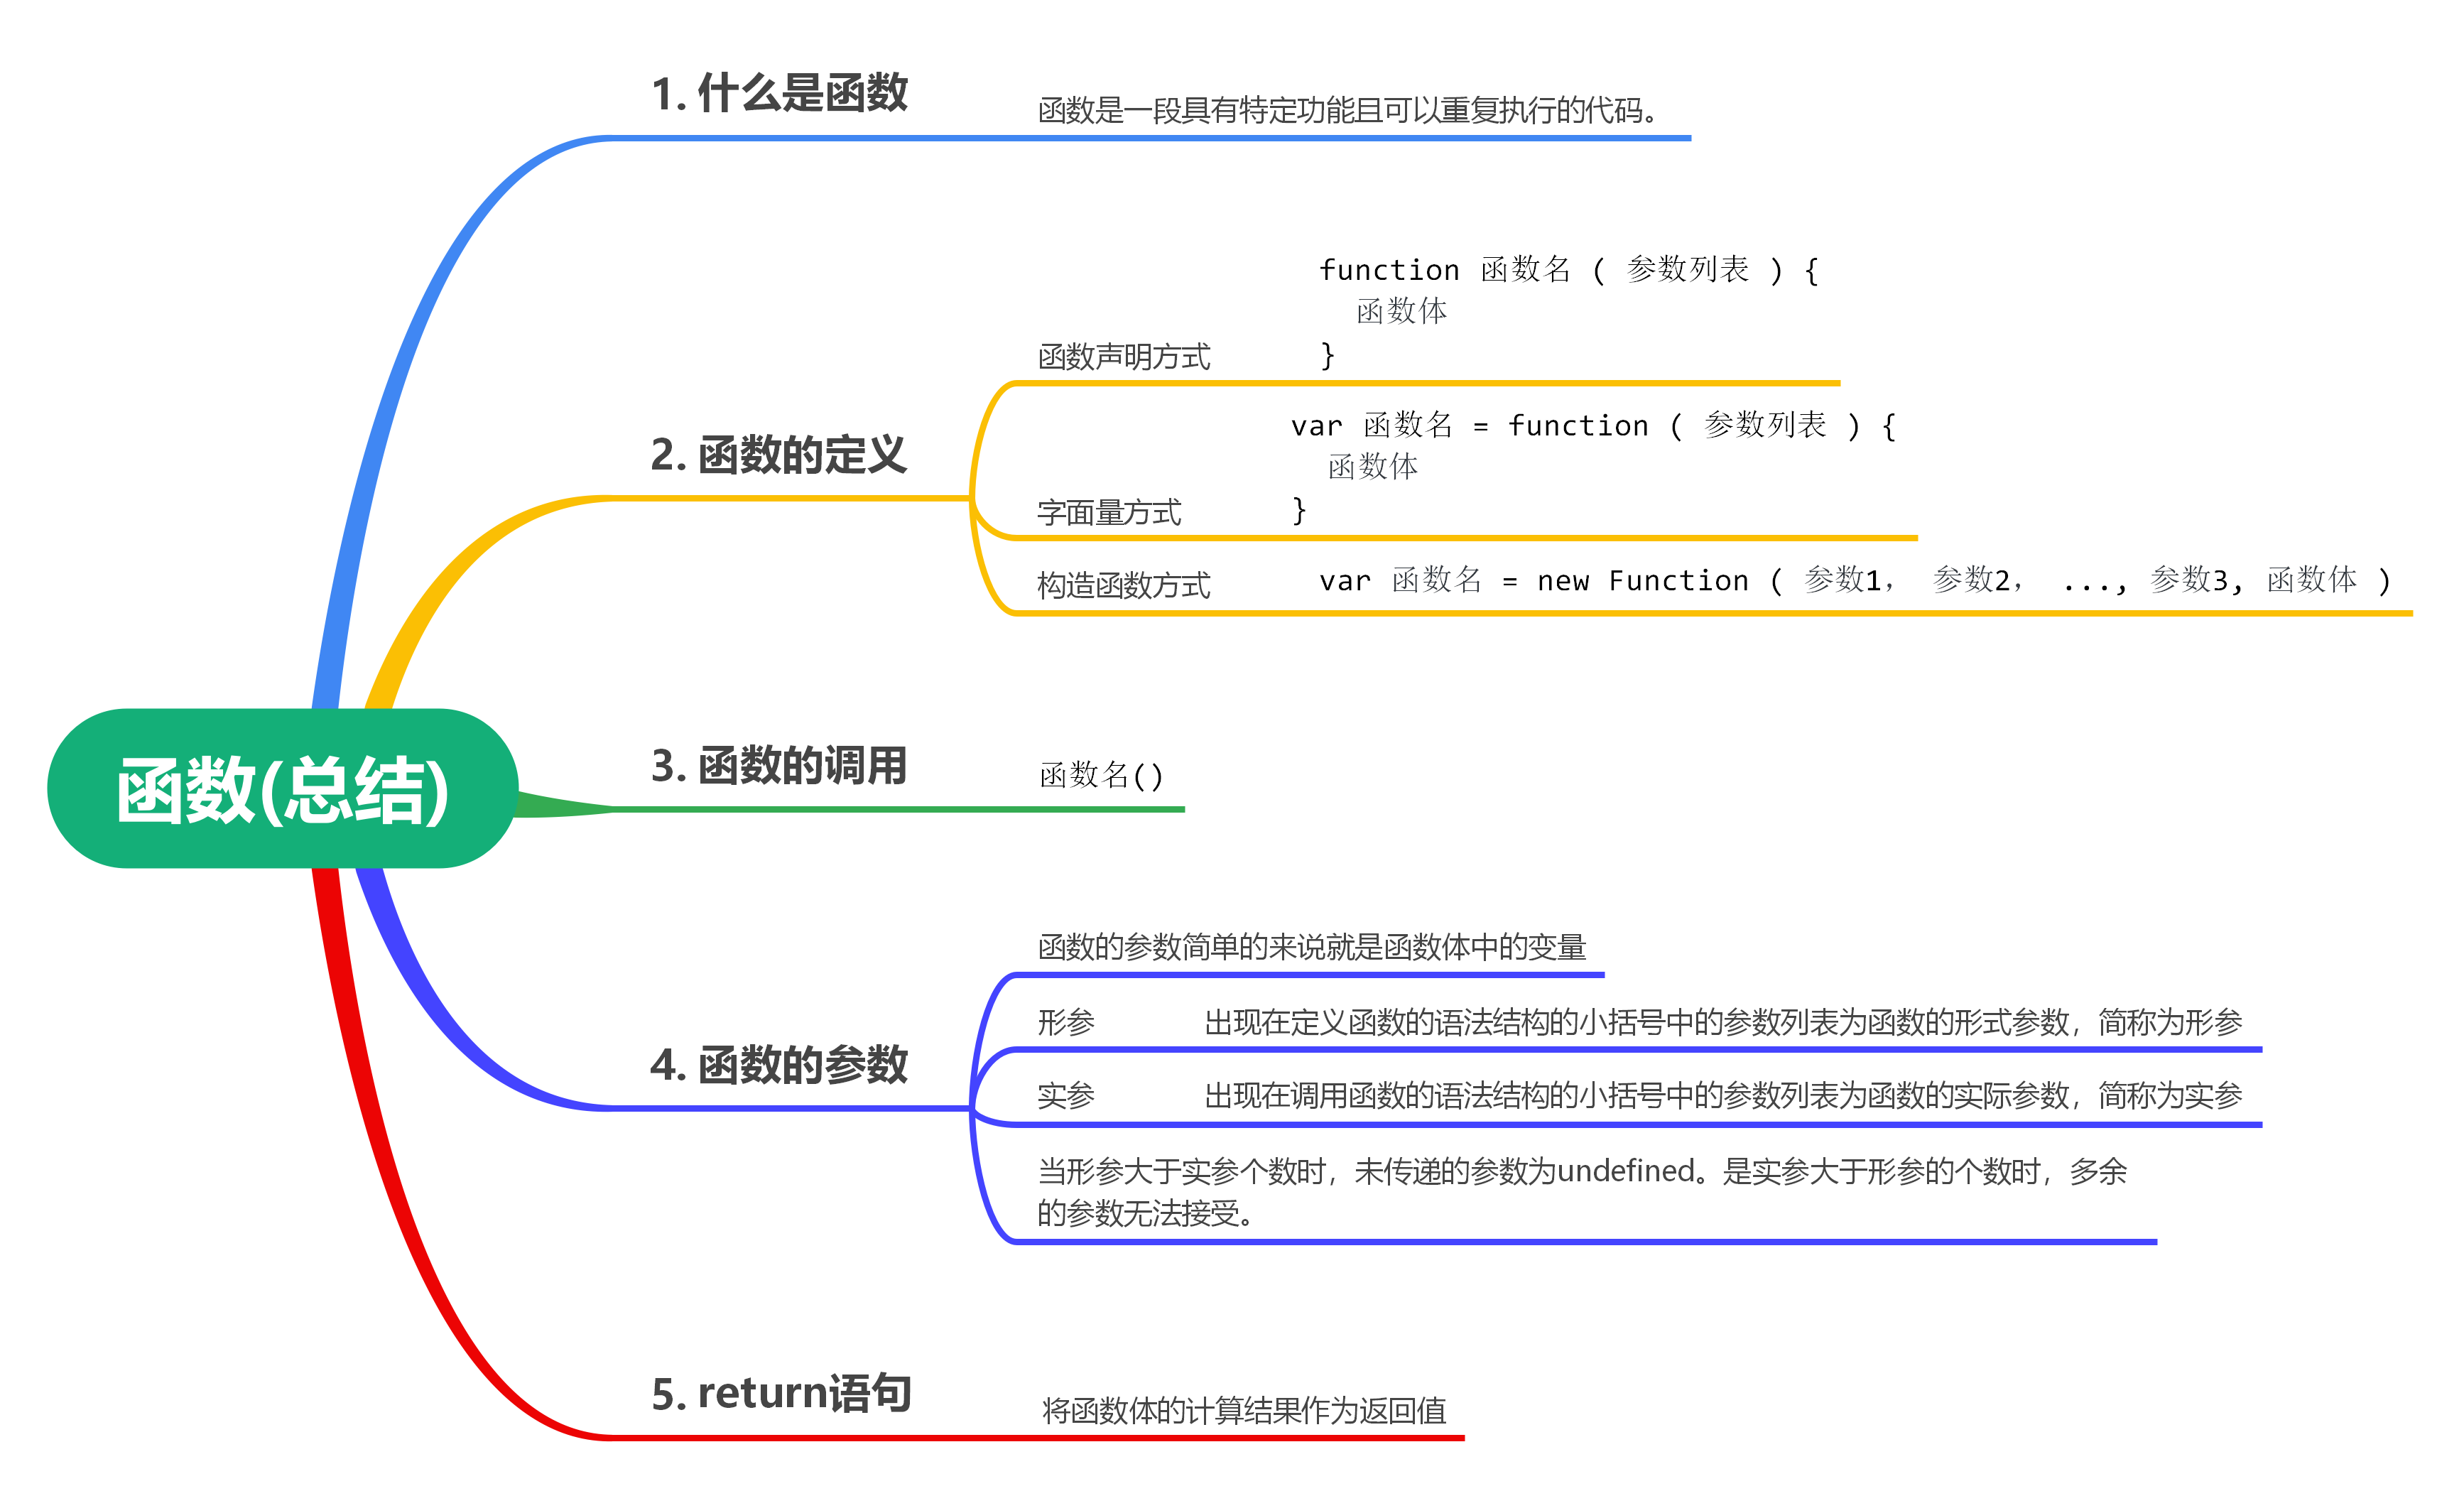 函数(总结)
1. 什么是函数
函数是一段具有特定功能且可以重复执行的代码。
2. 函数的定义
函数声明方式
function 函数名 ( 参数列表 ) {
函数体
}
字面量方式
var 函数名 = function ( 参数列表 ) {
函数体
}
构造函数方式
var 函数名 = new Function ( 参数1， 参数2， ..., 参数3, 函数体 )
3. 函数的调用
函数名()
4. 函数的参数
函数的参数简单的来说就是函数体中的变量
形参
出现在定义函数的语法结构的小括号中的参数列表为函数的形式参数，简称为形参
实参
出现在调用函数的语法结构的小括号中的参数列表为函数的实际参数，简称为实参
当形参大于实参个数时，未传递的参数为undefined。是实参大于形参的个数时，多余
的参数无法接受。
5. return语句
将函数体的计算结果作为返回值